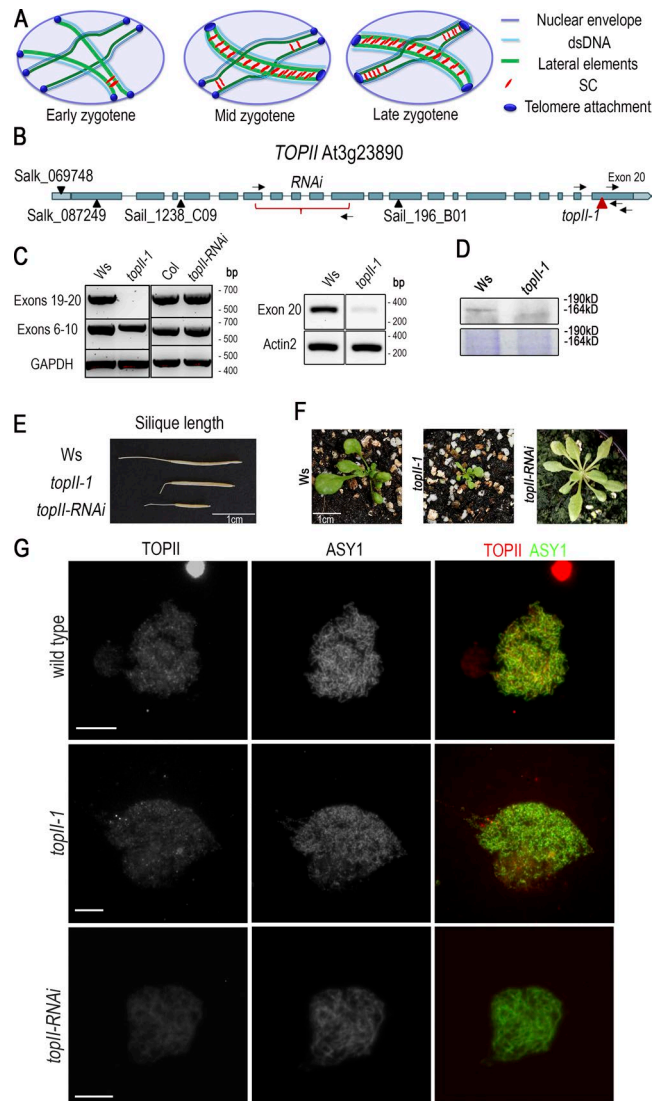 A
Nuclear envelope
dsDNA
Lateral elements
SC
Telomere attachment
Early zygotene
Mid zygotene
Late zygotene
B
TOPII At3g23890
Salk_069748
RNAi
Exon 20
Salk_087249
Sail_1238_C09
Sail_196_B01
topII-1
C
Ws
topII-1
Col
topII-RNAi
bp
Exons 19-20
- 700
- 500
Exons 6-10
- 700
- 500
GAPDH
- 500
- 400
Ws
topII-1
bp
Exon 20
- 400
- 200
Actin2
- 400
- 200
D
Ws
topII-1
-190kD
-164kD
-190kD
-164kD
E
Silique length
Ws
topII-1
topII-RNAi
1cm
F
Ws
1cm
topII-1
topII-RNAi
G
TOPII
ASY1
TOPII ASY1
wild type
topII-1
topII-RNAi